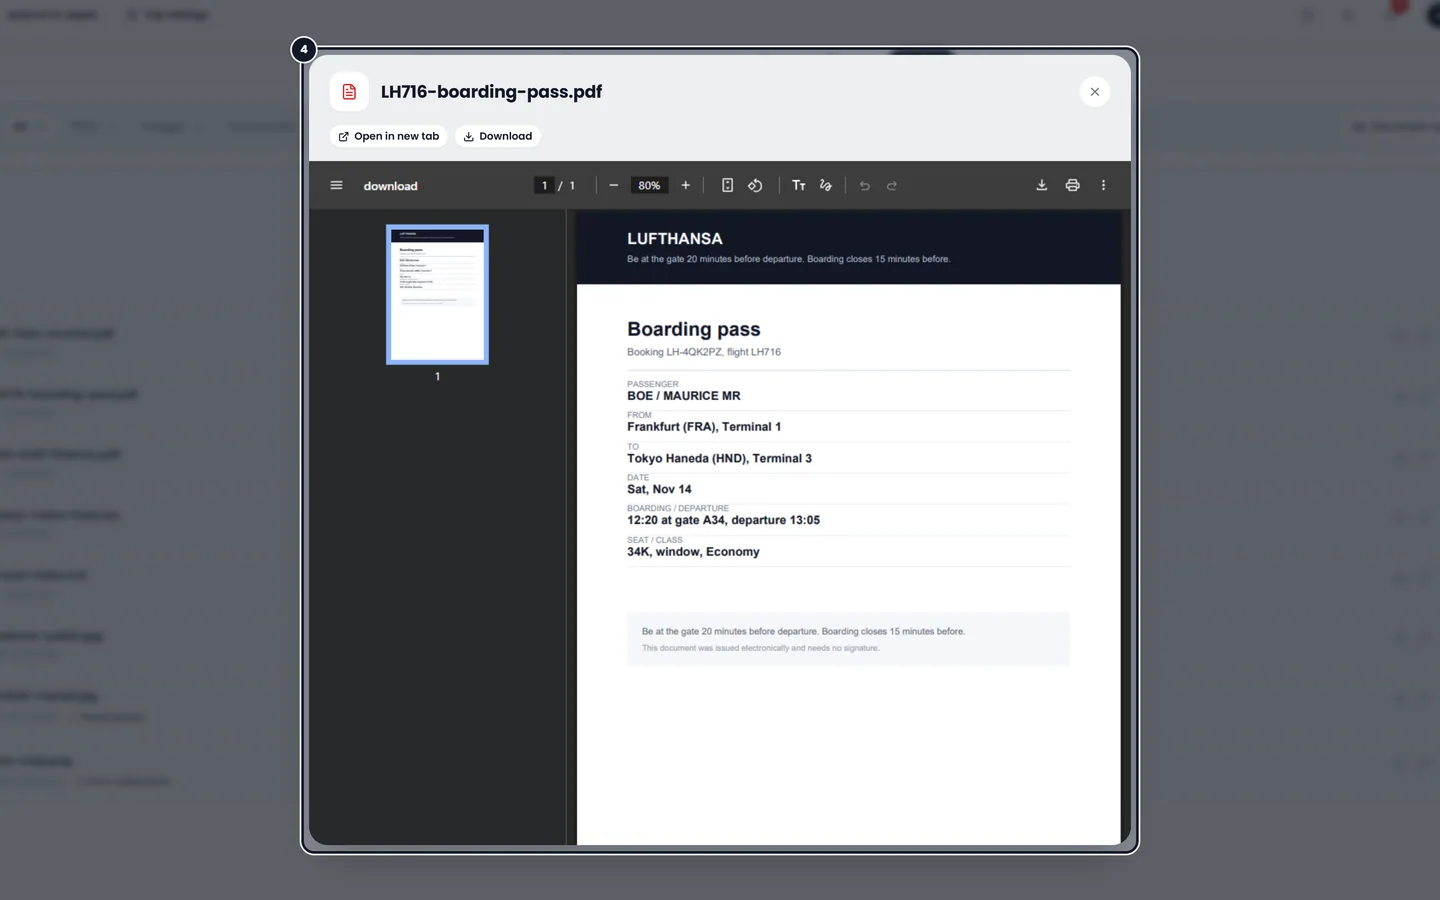 4
LH716-boarding-pass.pdf
Open in new tab
Download
download
1 / 1
80%
1
LUFTHANSA
Be at the gate 20 minutes before departure. Boarding closes 15 minutes before.
Boarding pass
Booking LH-4QK2PZ, flight LH716
PASSENGER
BOE / MAURICE MR
FROM
Frankfurt (FRA), Terminal 1
TO
Tokyo Haneda (HND), Terminal 3
DATE
Sat, Nov 14
BOARDING / DEPARTURE
12:20 at gate A34, departure 13:05
SEAT / CLASS
34K, window, Economy
Be at the gate 20 minutes before departure. Boarding closes 15 minutes before.
This document was issued electronically and needs no signature.